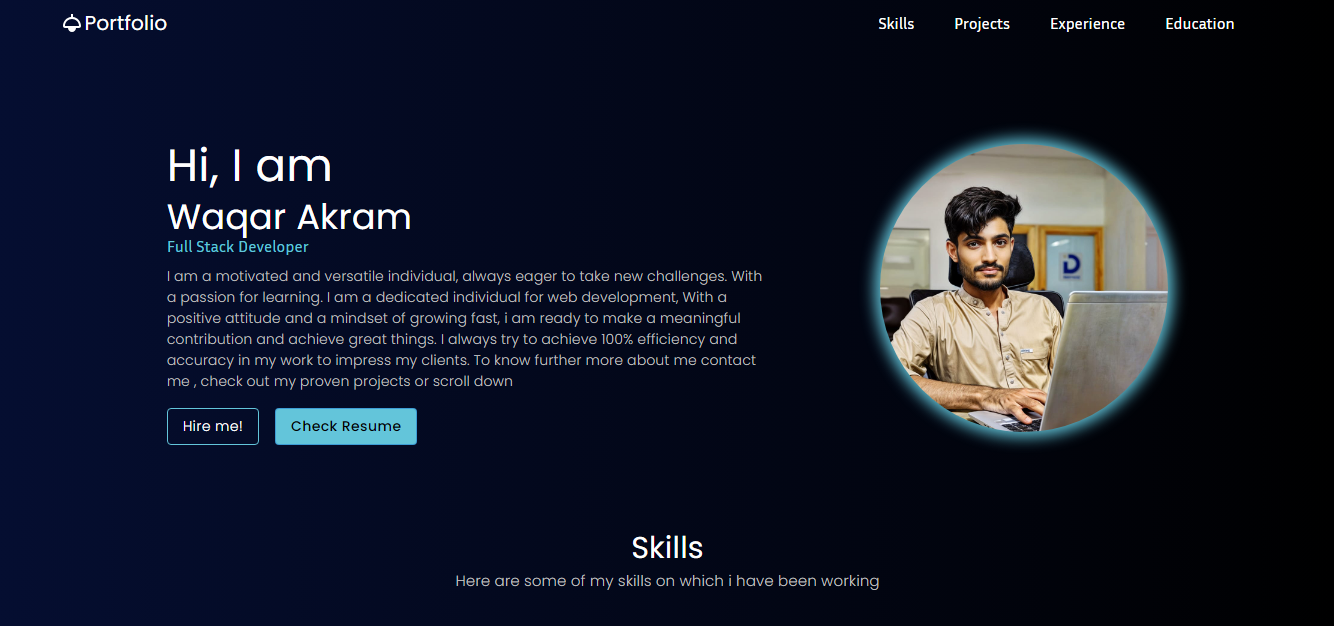 Portfolio
Skills
Projects
Experience
Education
Hi, I am
Waqar Akram
Full Stack Developer
I am a motivated and versatile individual, always eager to take new challenges. With
a passion for learning. I am a dedicated individual for web development, With a
positive attitude and a mindset of growing fast, i am ready to make a meaningful
contribution and achieve great things. I always try to achieve 100% efficiency and
accuracy in my work to impress my clients. To know further more about me contact
me , check out my proven projects or scroll down
Hire me!
Check Resume
D
Skills
Here are some of my skills on which i have been working